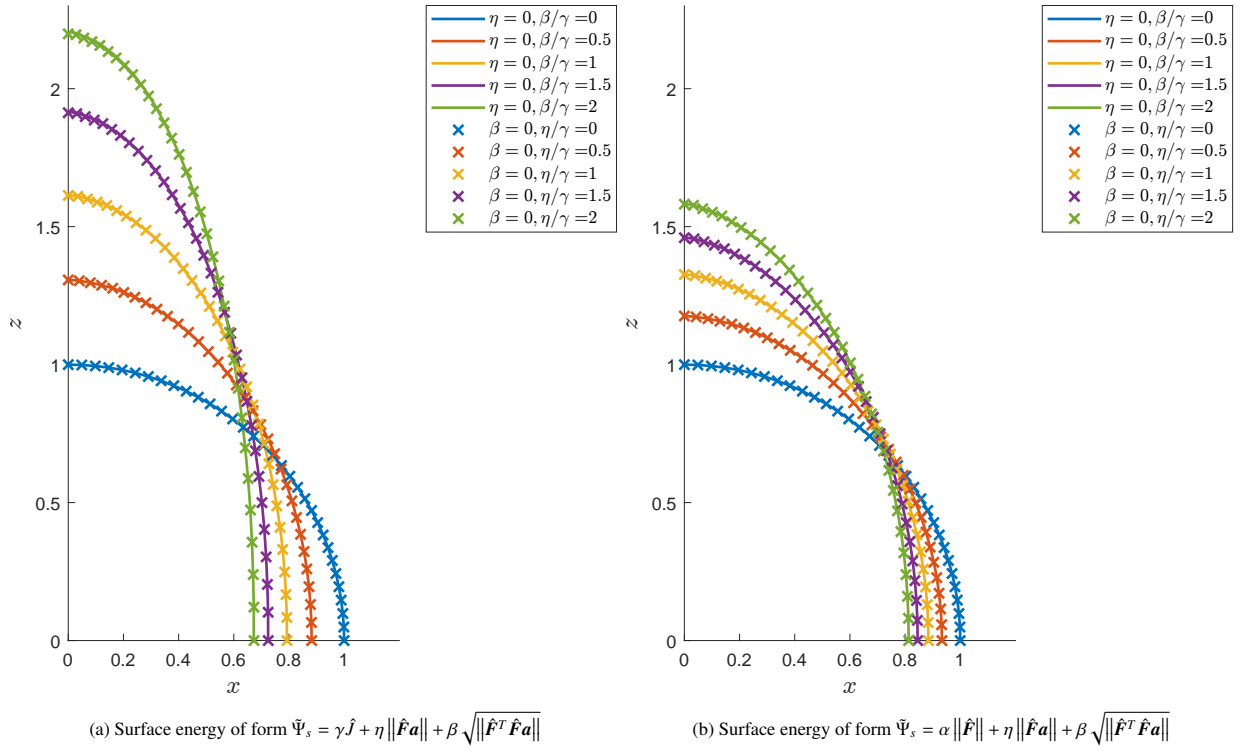 η = 0, β/γ =0
η = 0, β/γ =0.5
η = 0, β/γ =1
η = 0, β/γ =1.5
η = 0, β/γ =2
β = 0, η/γ =0
β = 0, η/γ =0.5
β = 0, η/γ =1
β = 0, η/γ =1.5
β = 0, η/γ =2
2
1.5
z
1
0.5
0
0 0.2 0.4 0.6 0.8 1
x
(a) Surface energy of form Ψ̃ₛ = γĴ + η‖F̂a‖ + β√‖F̂ᵀF̂a‖
η = 0, β/γ =0
η = 0, β/γ =0.5
η = 0, β/γ =1
η = 0, β/γ =1.5
η = 0, β/γ =2
β = 0, η/γ =0
β = 0, η/γ =0.5
β = 0, η/γ =1
β = 0, η/γ =1.5
β = 0, η/γ =2
2
1.5
z
1
0.5
0
0 0.2 0.4 0.6 0.8 1
x
(b) Surface energy of form Ψ̃ₛ = α‖F̂‖ + η‖F̂a‖ + β√‖F̂ᵀF̂a‖